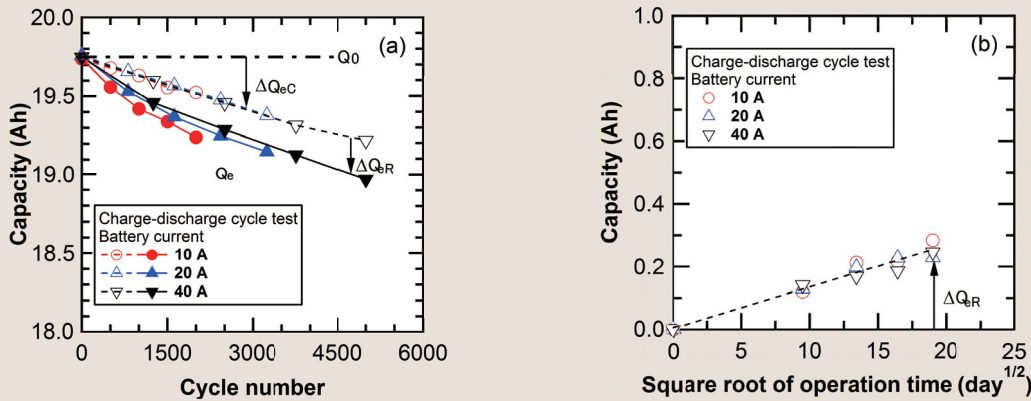 20.0
19.5
19.0
18.5
18.0
Capacity (Ah)
(a)
Q0
ΔQeC
ΔQeR
Qe
Charge-discharge cycle test
Battery current
10 A
20 A
40 A
0 1500 3000 4500 6000
Cycle number
1.0
0.8
0.6
0.4
0.2
0.0
Capacity (Ah)
(b)
Charge-discharge cycle test
Battery current
10 A
20 A
40 A
ΔQeR
0 5 10 15 20 25
Square root of operation time (day1/2)